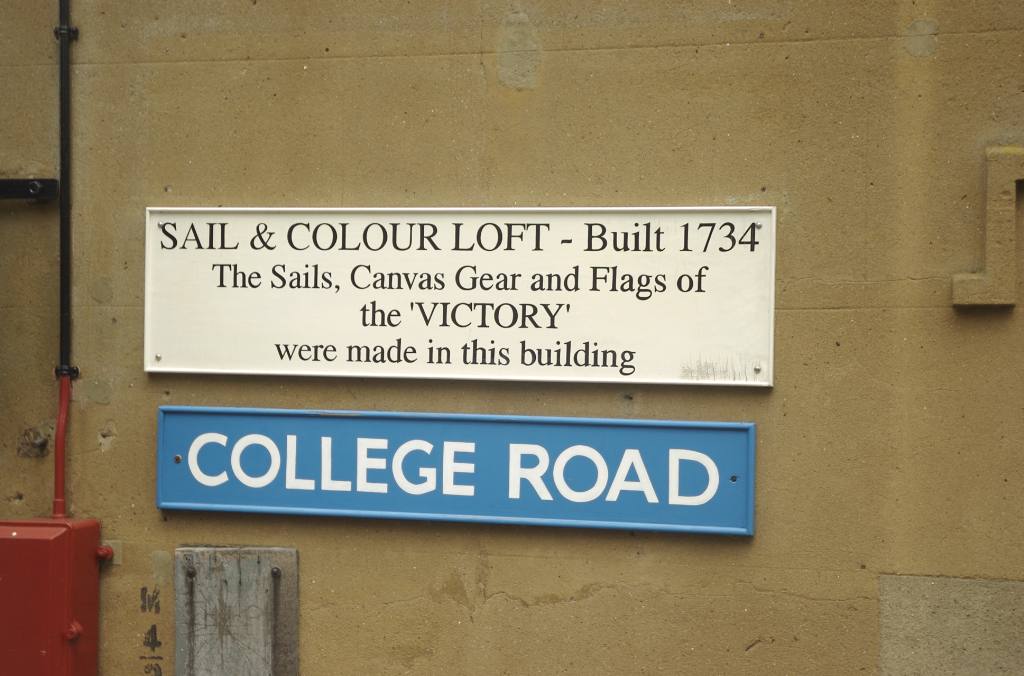 SAIL & COLOUR LOFT - Built 1734
The Sails, Canvas Gear and Flags of
the 'VICTORY'
were made in this building
COLLEGE ROAD